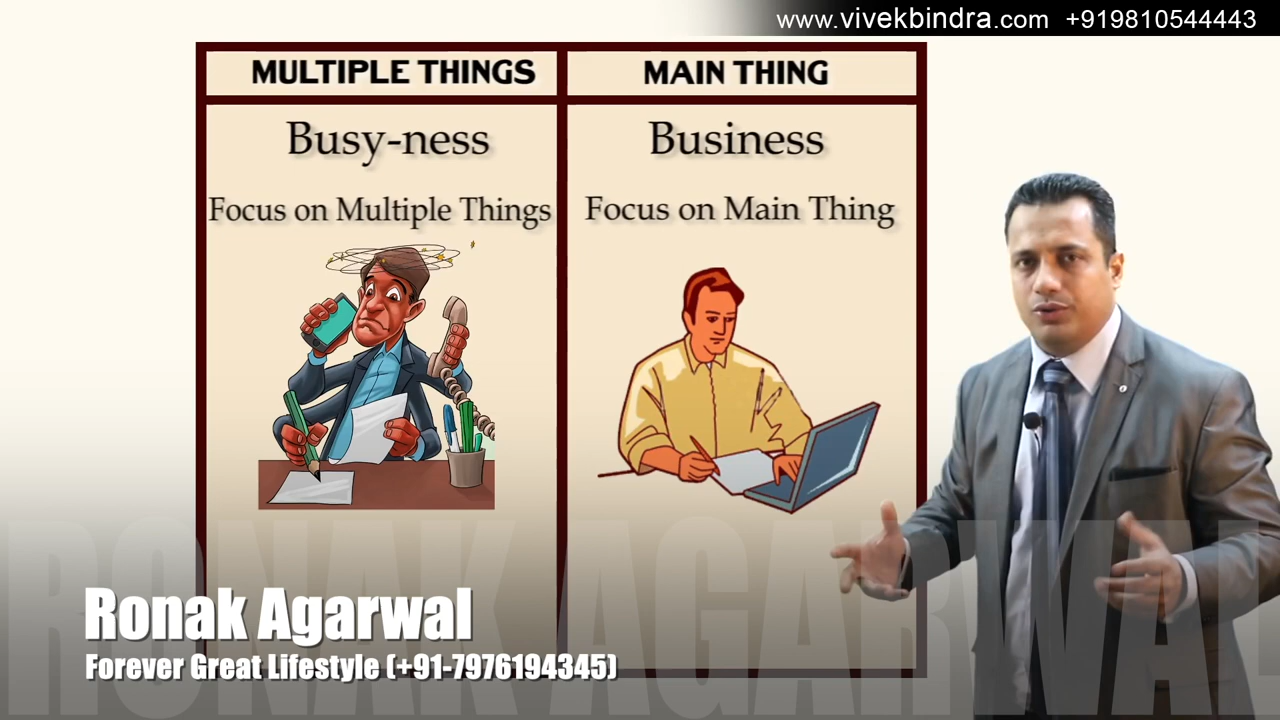 www.vivekbindra.com +919810544443
MULTIPLE THINGS
MAIN THING
Busy-ness
Business
Focus on Multiple Things
Focus on Main Thing
RONAK AGARWAL
Ronak Agarwal
Forever Great Lifestyle (+91-7976194345)